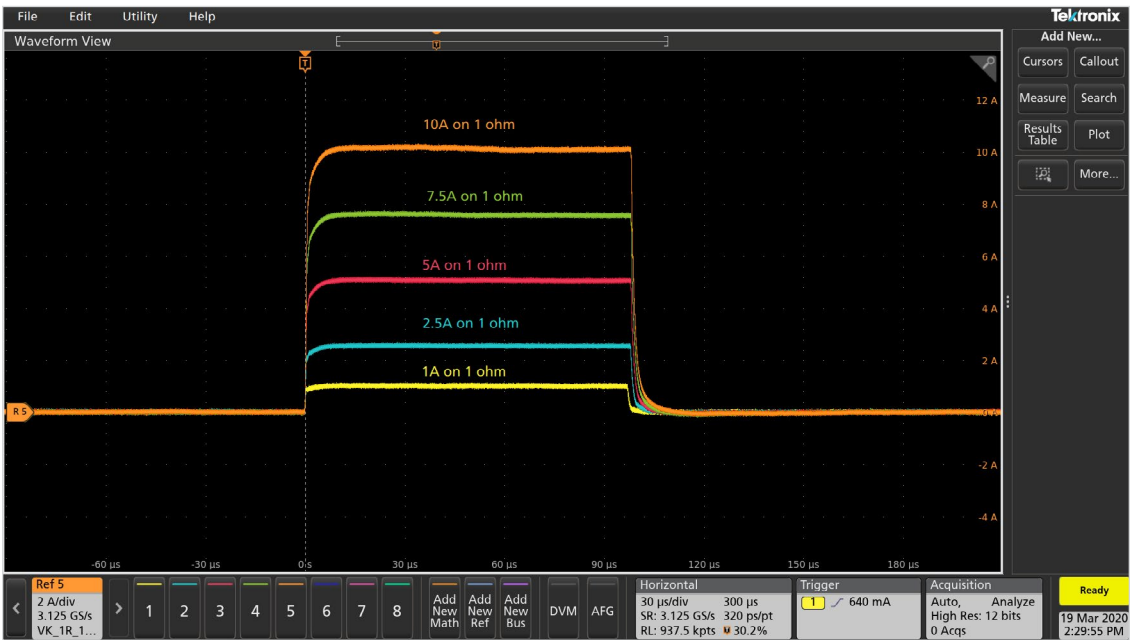 File Edit Utility Help
Tektronix
Waveform View
Add New...
Cursors Callout
Measure Search
Results Table Plot
More...
T
T
12 A
10 A
8 A
6 A
4 A
2 A
-2 A
-4 A
10A on 1 ohm
7.5A on 1 ohm
5A on 1 ohm
2.5A on 1 ohm
1A on 1 ohm
R 5
-60 µs -30 µs 0 s 30 µs 60 µs 90 µs 120 µs 150 µs 180 µs
Ref 5
2 A/div
3.125 GS/s
VK_1R_1...
1 2 3 4 5 6 7 8
Add New Math
Add New Ref
Add New Bus
DVM AFG
Horizontal
30 µs/div 300 µs
SR: 3.125 GS/s 320 ps/pt
RL: 937.5 kpts 30.2%
Trigger
1 640 mA
Acquisition
Auto, Analyze
High Res: 12 bits
0 Acqs
Ready
19 Mar 2020
2:29:55 PM